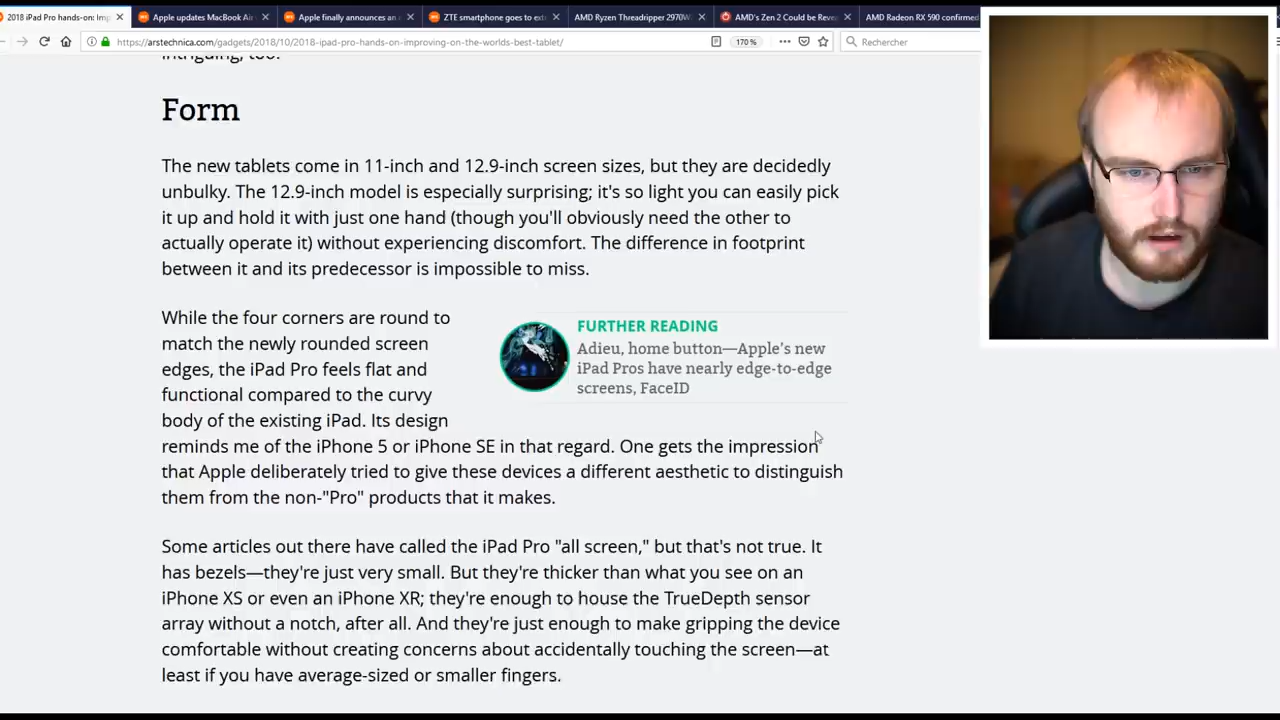 2018 iPad Pro hands-on: Imp
Apple updates MacBook Air
Apple finally announces an
ZTE smartphone goes to ext
AMD Ryzen Threadripper 2970W
AMD's Zen 2 Could be Revea
AMD Radeon RX 590 confirmed
https://arstechnica.com/gadgets/2018/10/2018-ipad-pro-hands-on-improving-on-the-worlds-best-tablet/
170 %
Rechercher
intriguing, too.
Form
The new tablets come in 11-inch and 12.9-inch screen sizes, but they are decidedly
unbulky. The 12.9-inch model is especially surprising; it's so light you can easily pick
it up and hold it with just one hand (though you'll obviously need the other to
actually operate it) without experiencing discomfort. The difference in footprint
between it and its predecessor is impossible to miss.
While the four corners are round to
match the newly rounded screen
edges, the iPad Pro feels flat and
functional compared to the curvy
body of the existing iPad. Its design
reminds me of the iPhone 5 or iPhone SE in that regard. One gets the impression
that Apple deliberately tried to give these devices a different aesthetic to distinguish
them from the non-"Pro" products that it makes.
FURTHER READING
Adieu, home button—Apple's new
iPad Pros have nearly edge-to-edge
screens, FaceID
Some articles out there have called the iPad Pro "all screen," but that's not true. It
has bezels—they're just very small. But they're thicker than what you see on an
iPhone XS or even an iPhone XR; they're enough to house the TrueDepth sensor
array without a notch, after all. And they're just enough to make gripping the device
comfortable without creating concerns about accidentally touching the screen—at
least if you have average-sized or smaller fingers.